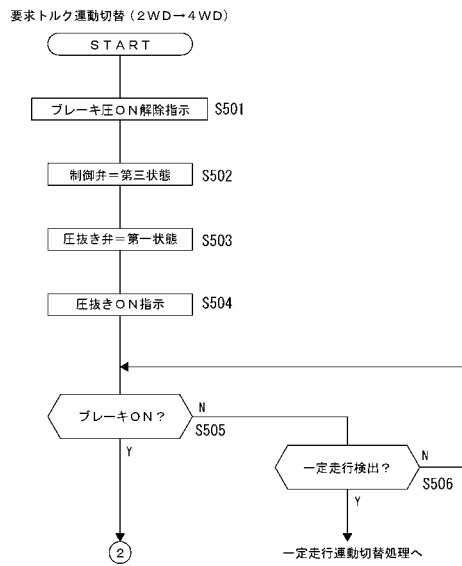 要求トルク連動切替（２ＷＤ→４ＷＤ）
ＳＴＡＲＴ
ブレーキ圧ＯＮ解除指示
S501
制御弁＝第三状態
S502
圧抜き弁＝第一状態
S503
圧抜きＯＮ指示
S504
ブレーキＯＮ？
N
S505
Y
一定走行検出？
N
S506
Y
2
一定走行連動切替処理へ